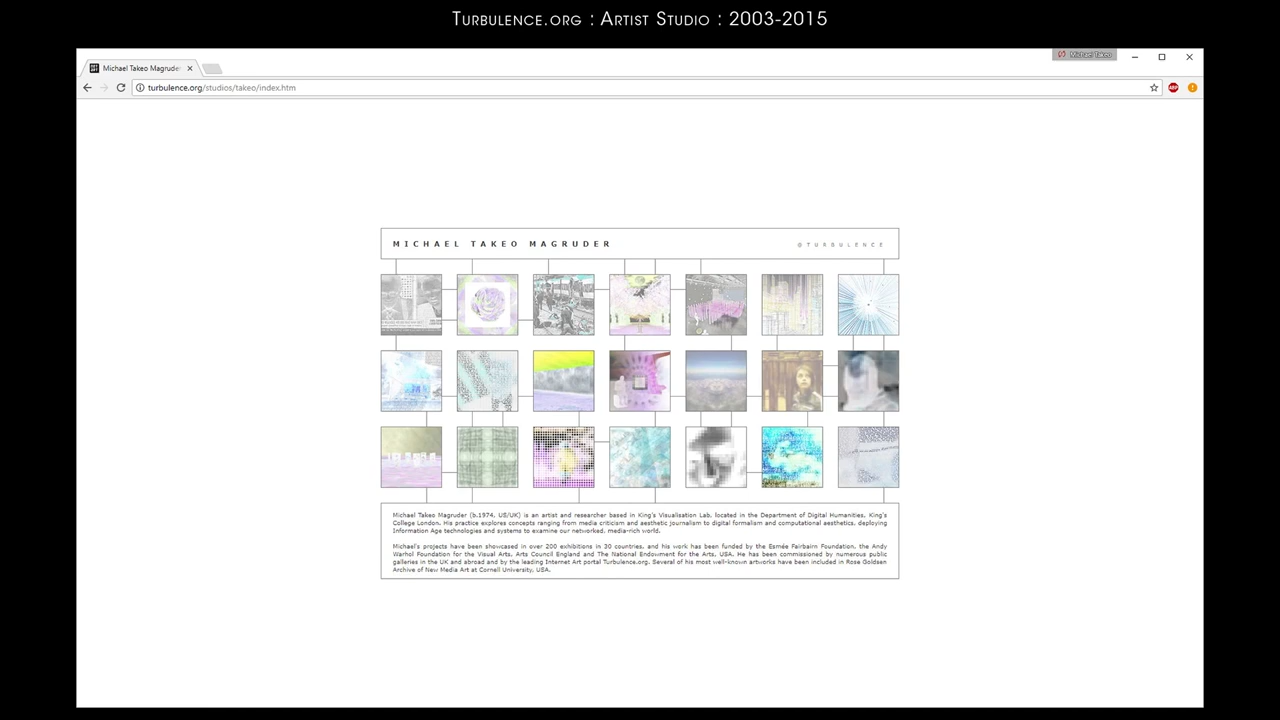 Turbulence.org : Artist Studio : 2003-2015
Michael Takeo
Michael Takeo Magruder
turbulence.org/studios/takeo/index.htm
ABP
MICHAEL TAKEO MAGRUDER
@TURBULENCE
Michael Takeo Magruder (b.1974, US/UK) is an artist and researcher based in King's Visualisation Lab, located in the Department of Digital Humanities, King's
College London. His practice explores concepts ranging from media criticism and aesthetic journalism to digital formalism and computational aesthetics, deploying
Information Age technologies and systems to examine our networked, media-rich world.
Michael's projects have been showcased in over 200 exhibitions in 30 countries, and his work has been funded by the Esmée Fairbairn Foundation, the Andy
Warhol Foundation for the Visual Arts, Arts Council England and The National Endowment for the Arts, USA. He has been commissioned by numerous public
galleries in the UK and abroad and by the leading Internet Art portal Turbulence.org. Several of his most well-known artworks have been included in Rose Goldsen
Archive of New Media Art at Cornell University, USA.